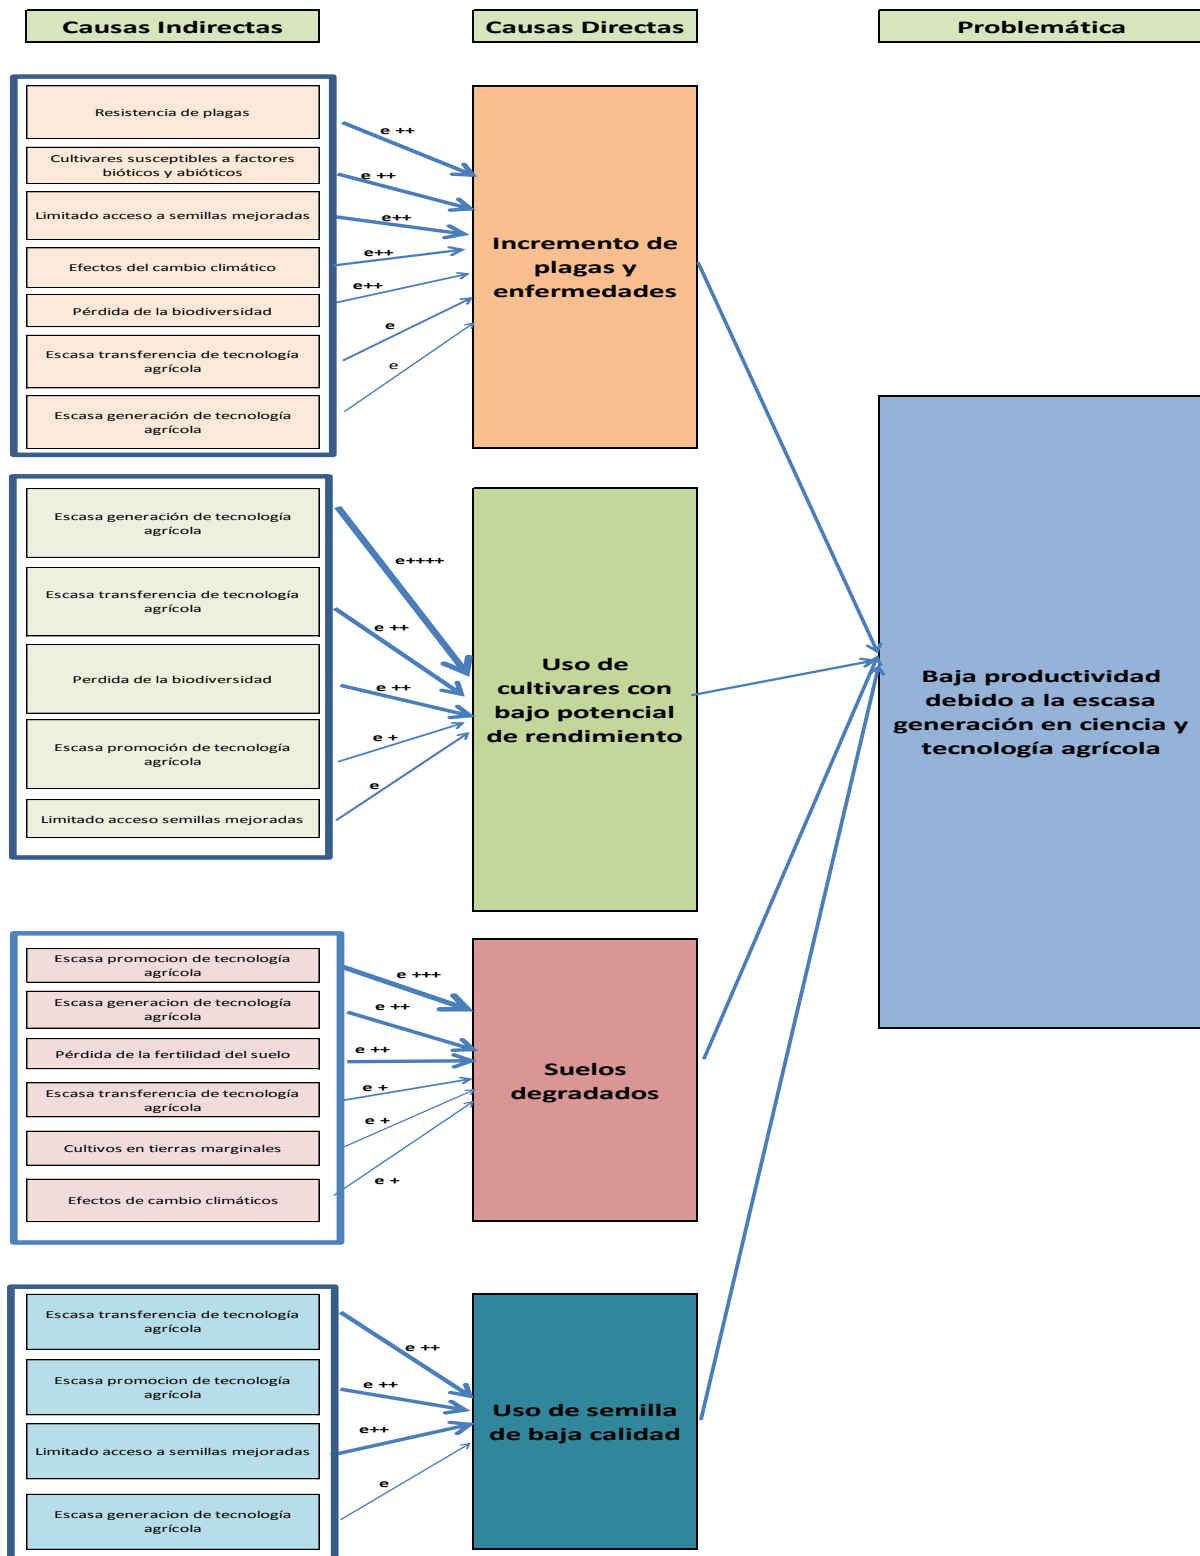 Causas Indirectas
Causas Directas
Problemática
Resistencia de plagas
Cultivares susceptibles a factores
bióticos y abióticos
Limitado acceso a semillas mejoradas
Efectos del cambio climático
Pérdida de la biodiversidad
Escasa transferencia de tecnología
agrícola
Escasa generación de tecnología
agrícola
e ++
e ++
e++
e++
e++
e
e
Incremento de
plagas y
enfermedades
Escasa generación de tecnología
agrícola
Escasa transferencia de tecnología
agrícola
Perdida de la biodiversidad
Escasa promoción de tecnología
agrícola
Limitado acceso semillas mejoradas
e++++
e ++
e ++
e +
e
Uso de
cultivares con
bajo potencial
de rendimiento
Baja productividad
debido a la escasa
generación en ciencia y
tecnología agrícola
Escasa promocion de tecnología
agrícola
Escasa generacion de tecnología
agrícola
Pérdida de la fertilidad del suelo
Escasa transferencia de tecnología
agrícola
Cultivos en tierras marginales
Efectos de cambio climáticos
e +++
e ++
e ++
e +
e +
e +
Suelos
degradados
Escasa transferencia de tecnología
agrícola
Escasa promocion de tecnología
agrícola
Limitado acceso a semillas mejoradas
Escasa generacion de tecnología
agrícola
e ++
e ++
e++
e
Uso de semilla
de baja calidad